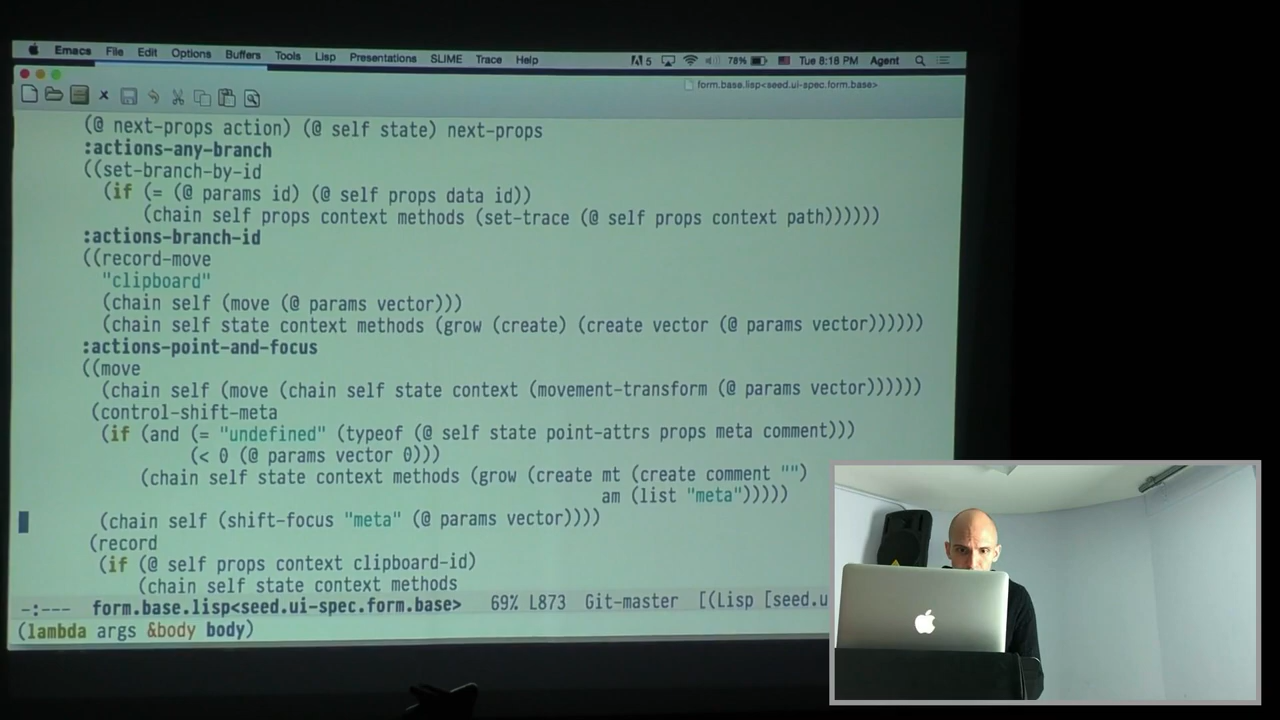 Emacs File Edit Options Buffers Tools Lisp Presentations SLIME Trace Help 5 78% Tue 8:16 PM Agent
form.base.lisp<seed.ui-spec.form.base>
(@ next-props action) (@ self state) next-props
:actions-any-branch
((set-branch-by-id
(if (= (@ params id) (@ self props data id))
(chain self props context methods (set-trace (@ self props context path))))))
:actions-branch-id
((record-move
"clipboard"
(chain self (move (@ params vector)))
(chain self state context methods (grow (create) (create vector (@ params vector))))))
:actions-point-and-focus
((move
(chain self (move (chain self state context (movement-transform (@ params vector))))))
(control-shift-meta
(if (and (= "undefined" (typeof (@ self state point-attrs props meta comment)))
(< 0 (@ params vector 0)))
(chain self state context methods (grow (create mt (create comment "")
am (list "meta")))))
(chain self (shift-focus "meta" (@ params vector))))
(record
(if (@ self props context clipboard-id)
(chain self state context methods
-:--- form.base.lisp<seed.ui-spec.form.base> 69% L873 Git-master [(Lisp [seed.u
(lambda args &body body)